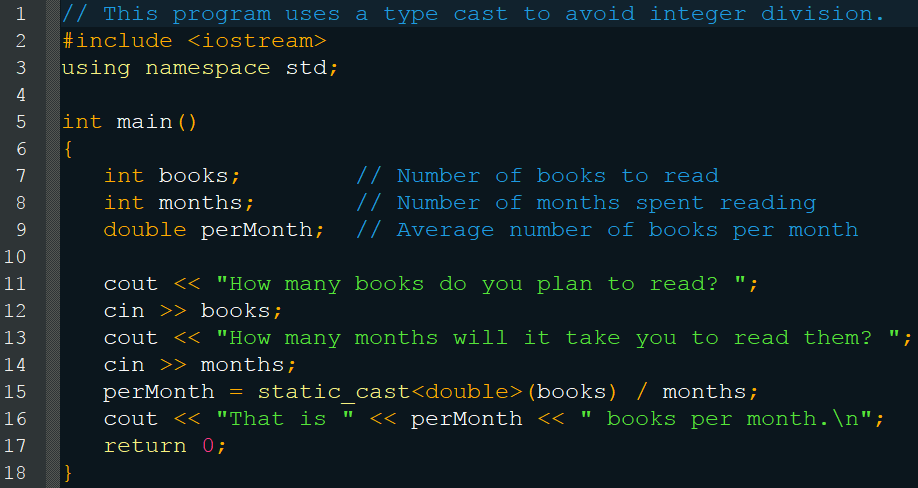 1 // This program uses a type cast to avoid integer division.
2 #include <iostream>
3 using namespace std;
4
5 int main()
6 {
7    int books;        // Number of books to read
8    int months;       // Number of months spent reading
9    double perMonth;  // Average number of books per month
10
11    cout << "How many books do you plan to read? ";
12    cin >> books;
13    cout << "How many months will it take you to read them? ";
14    cin >> months;
15    perMonth = static_cast<double>(books) / months;
16    cout << "That is " << perMonth << " books per month.\n";
17    return 0;
18 }